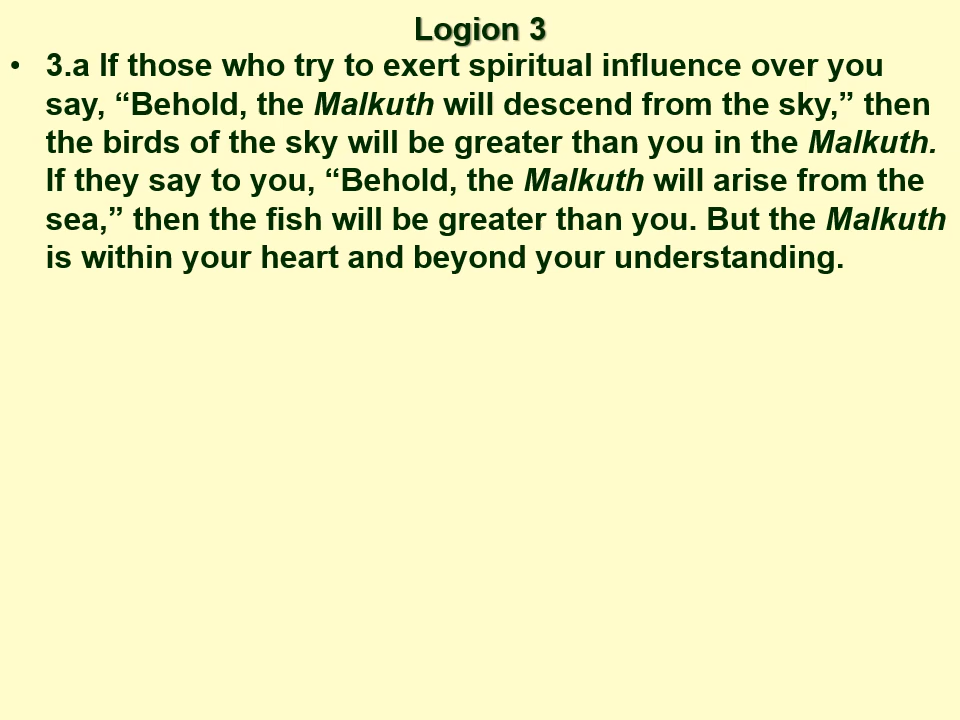 Logion 3
• 3.a If those who try to exert spiritual influence over you
say, “Behold, the Malkuth will descend from the sky,” then
the birds of the sky will be greater than you in the Malkuth.
If they say to you, “Behold, the Malkuth will arise from the
sea,” then the fish will be greater than you. But the Malkuth
is within your heart and beyond your understanding.